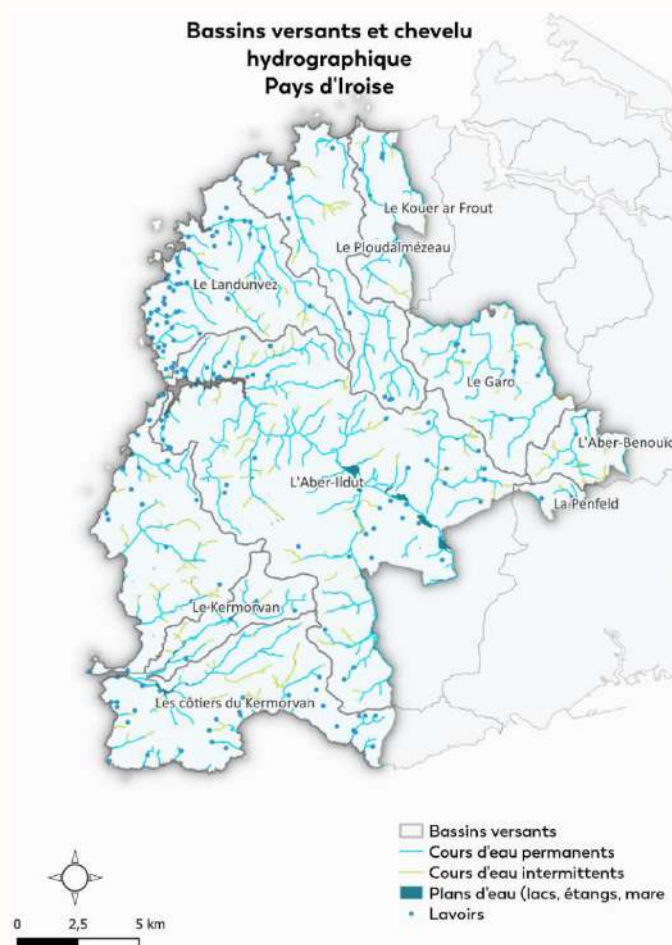 Bassins versants et chevelu
hydrographique
Pays d'Iroise
Le Kouer ar Frout
Le Ploudalmézeau
Le Landunvez
Le Garo
L'Aber-Benouïc
L'Aber-Ildut
La Penfeld
Le Kermorvan
Les côtiers du Kermorvan
Bassins versants
Cours d'eau permanents
Cours d'eau intermittents
Plans d'eau (lacs, étangs, mare
Lavoirs
0 2,5 5 km